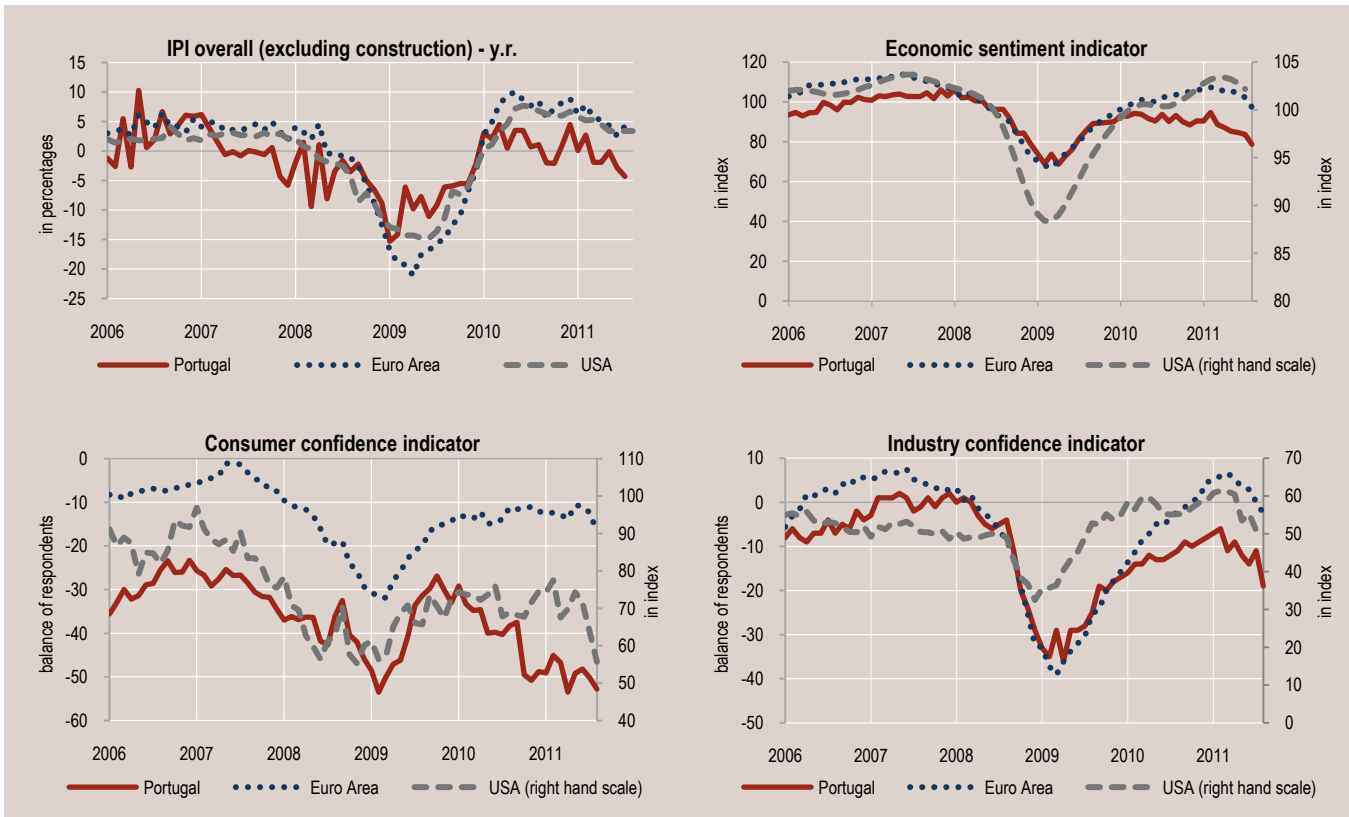 IPI overall (excluding construction) - y.r.
15
10
5
0
-5
-10
-15
-20
-25
in percentages
2006 2007 2008 2009 2010 2011
Portugal Euro Area USA
Economic sentiment indicator
120
100
80
60
40
20
0
in index
105
100
95
90
85
80
in index
2006 2007 2008 2009 2010 2011
Portugal Euro Area USA (right hand scale)
Consumer confidence indicator
-0
-10
-20
-30
-40
-50
-60
balance of respondents
110
100
90
80
70
60
50
40
in index
2006 2007 2008 2009 2010 2011
Portugal Euro Area USA (right hand scale)
Industry confidence indicator
10
0
-10
-20
-30
-40
-50
balance of respondents
70
60
50
40
30
20
10
0
in index
2006 2007 2008 2009 2010 2011
Portugal Euro Area USA (right hand scale)